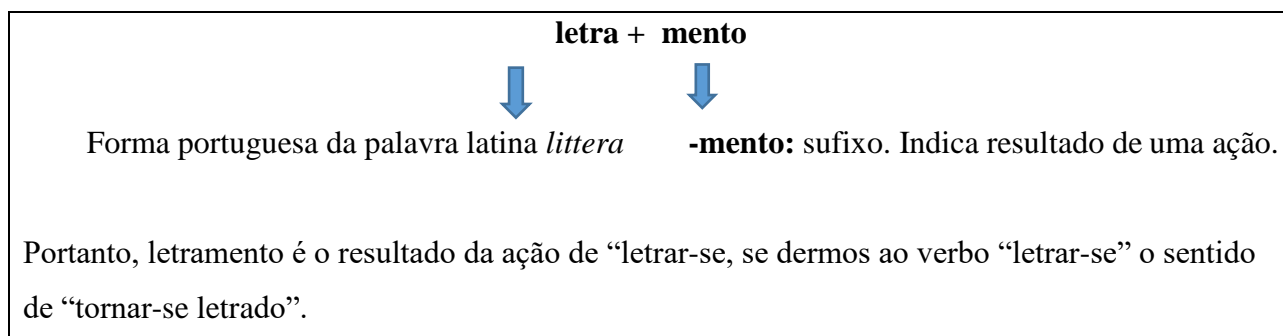 letra + mento
Forma portuguesa da palavra latina littera -mento: sufixo. Indica resultado de uma ação.
Portanto, letramento é o resultado da ação de “letrar-se, se dermos ao verbo “letrar-se” o sentido
de “tornar-se letrado”.